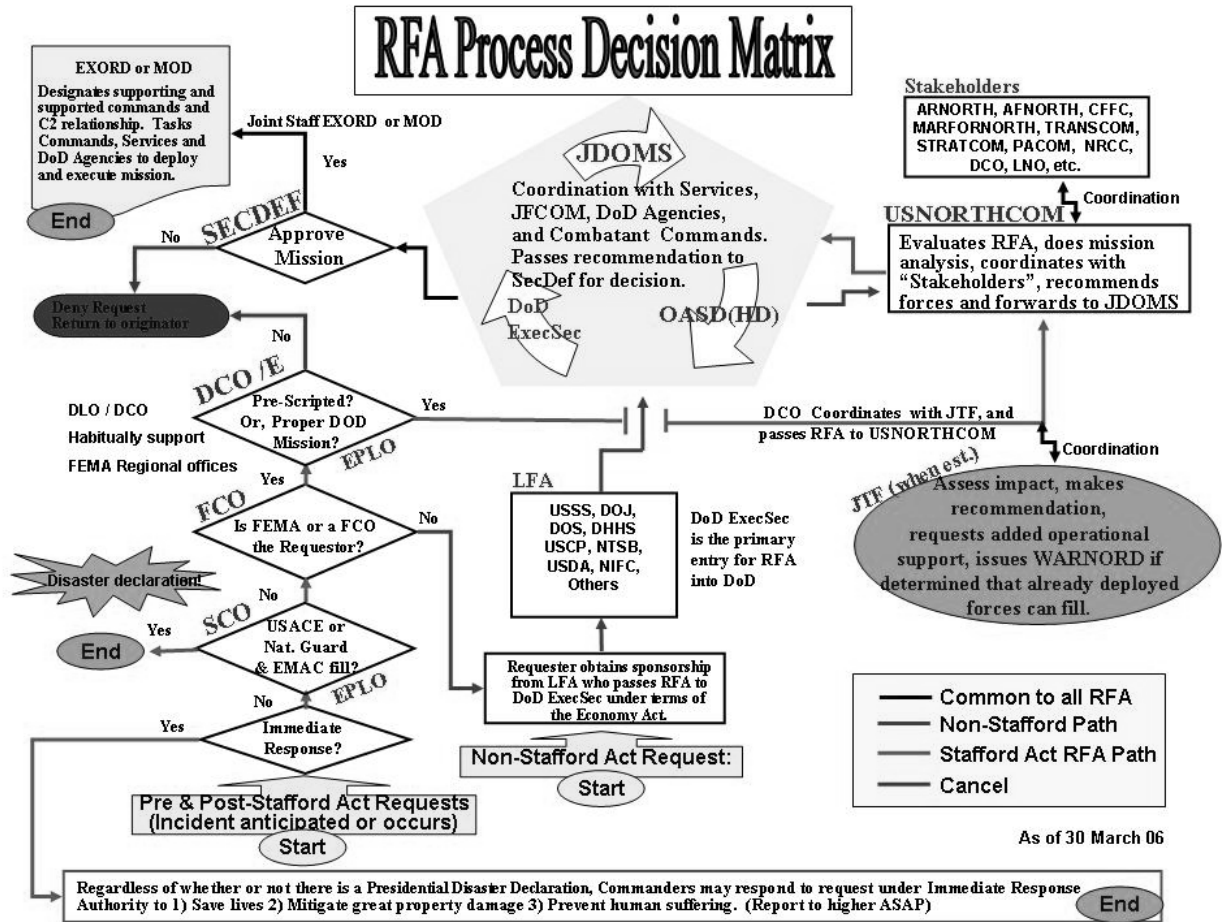 RFA Process Decision Matrix
EXORD or MOD
Designates supporting and
supported commands and
C2 relationship.  Tasks
Commands, Services and
DoD Agencies to deploy
and execute mission.
End
Joint Staff EXORD or MOD
Yes
SECDEF
Approve
Mission
No
Deny Request
Return to originator
No
JDOMS
Coordination with Services,
JFCOM, DoD Agencies,
and Combatant Commands.
Passes recommendation to
SecDef for decision.
DoD
ExecSec
OASD(HD)
Stakeholders
ARNORTH, AFNORTH, CFFC,
MARFORNORTH, TRANSCOM,
STRATCOM, PACOM, NRCC,
DCO, LNO, etc.
Coordination
USNORTHCOM
Evaluates RFA, does mission
analysis, coordinates with
“Stakeholders”, recommends
forces and forwards to JDOMS
DCO /E
Pre-Scripted?
Or, Proper DOD
Mission?
Yes
EPLO
DLO / DCO
Habitually support
FEMA Regional offices
Yes
DCO Coordinates with JTF, and
passes RFA to USNORTHCOM
Coordination
JTF (when est.)
Assess impact, makes
recommendation,
requests added operational
support, issues WARNORD if
determined that already deployed
forces can fill.
FCO
Is FEMA or a FCO
the Requestor?
No
LFA
USSS, DOJ,
DOS, DHHS
USCP, NTSB,
USDA, NIFC,
Others
DoD ExecSec
is the primary
entry for RFA
into DoD
Disaster declaration!
No
SCO
USACE or
Nat. Guard
& EMAC fill?
Yes
End
EPLO
No
Immediate
Response?
Yes
Requester obtains sponsorship
from LFA who passes RFA to
DoD ExecSec under terms of
the Economy Act.
Non-Stafford Act Request:
Start
Pre & Post-Stafford Act Requests
(Incident anticipated or occurs)
Start
Common to all RFA
Non-Stafford Path
Stafford Act RFA Path
Cancel
As of 30 March 06
Regardless of whether or not there is a Presidential Disaster Declaration, Commanders may respond to request under Immediate Response
Authority to 1) Save lives 2) Mitigate great property damage 3) Prevent human suffering.  (Report to higher ASAP)
End